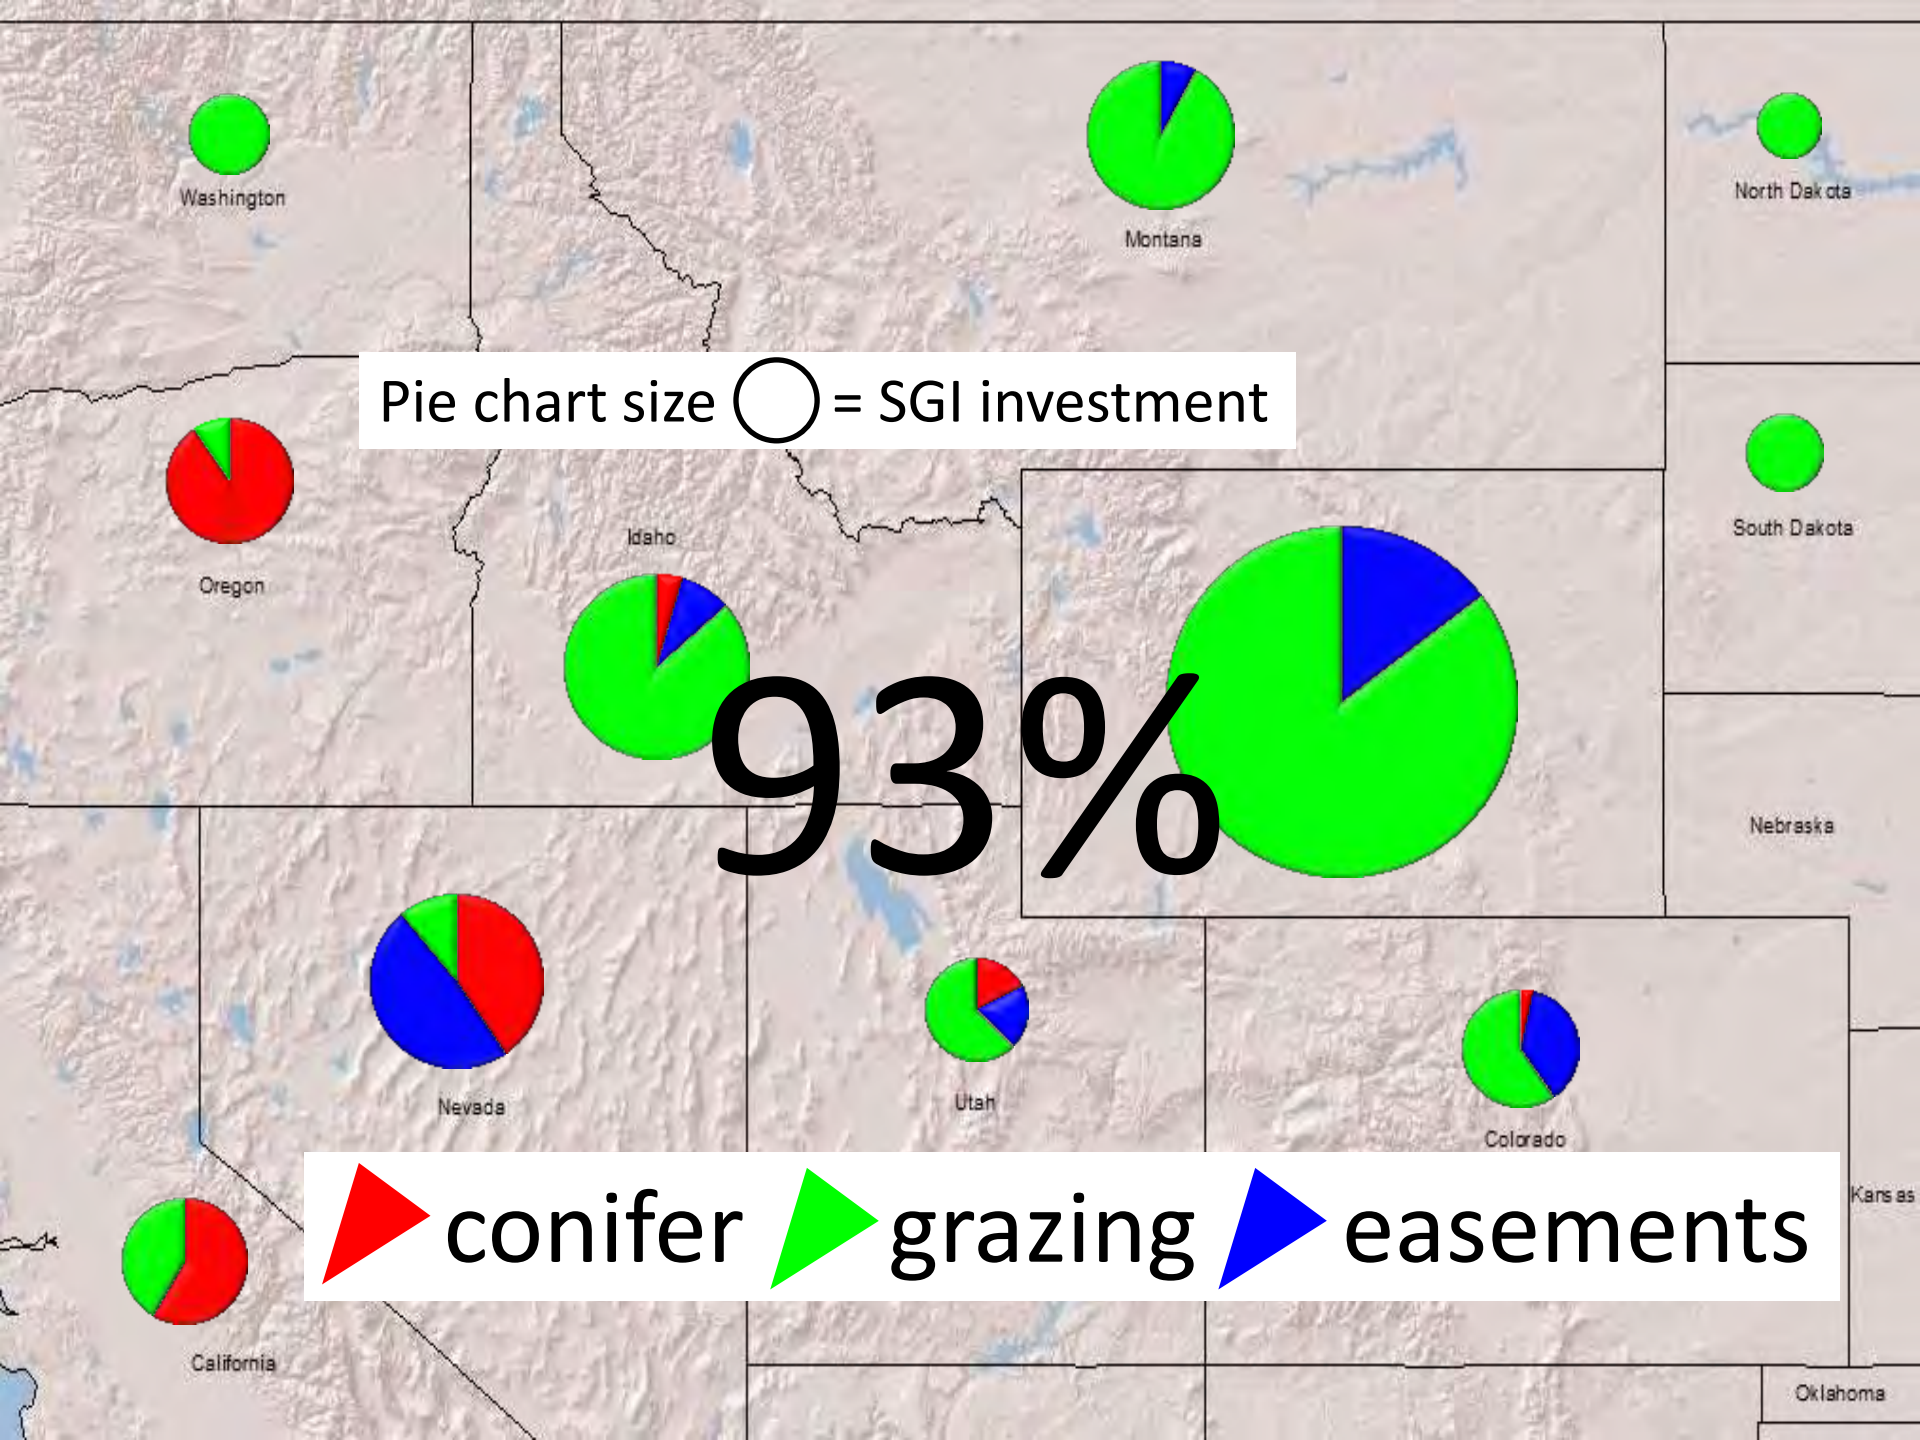 Washington
Montana
North Dakota
Pie chart size = SGI investment
Oregon
Idaho
South Dakota
93%
Nebraska
Nevada
Utah
Colorado
conifer grazing easements
Kansas
California
Oklahoma